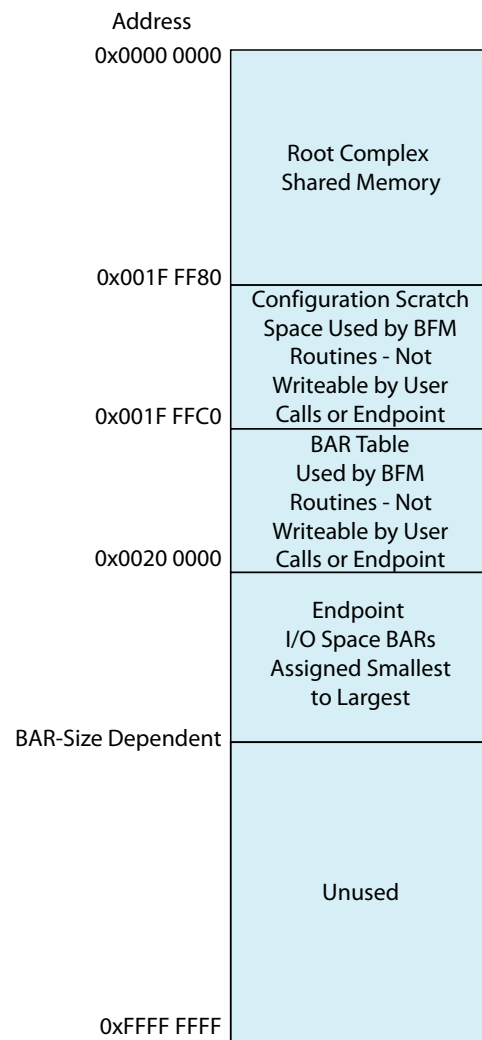 Address
0x0000 0000
Root Complex
Shared Memory
0x001F FF80
Configuration Scratch
Space Used by BFM
Routines - Not
Writeable by User
Calls or Endpoint
0x001F FFC0
BAR Table
Used by BFM
Routines - Not
Writeable by User
Calls or Endpoint
0x0020 0000
Endpoint
I/O Space BARs
Assigned Smallest
to Largest
BAR-Size Dependent
Unused
0xFFFF FFFF